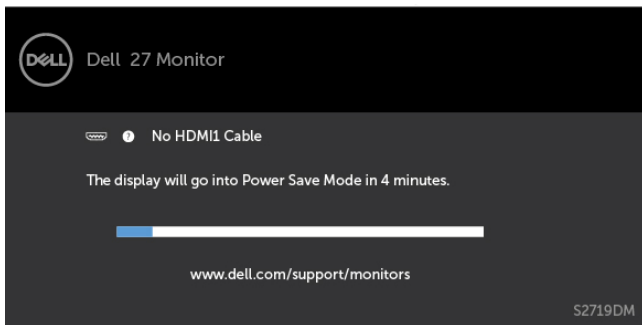 DELL
Dell 27 Monitor
? No HDMI1 Cable
The display will go into Power Save Mode in 4 minutes.
www.dell.com/support/monitors
S2719DM